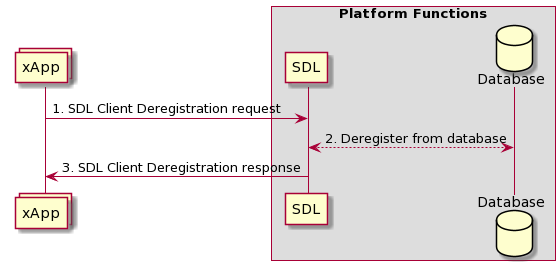 Platform Functions
xApp
SDL
Database
1. SDL Client Deregistration request
2. Deregister from database
3. SDL Client Deregistration response
xApp
SDL
Database